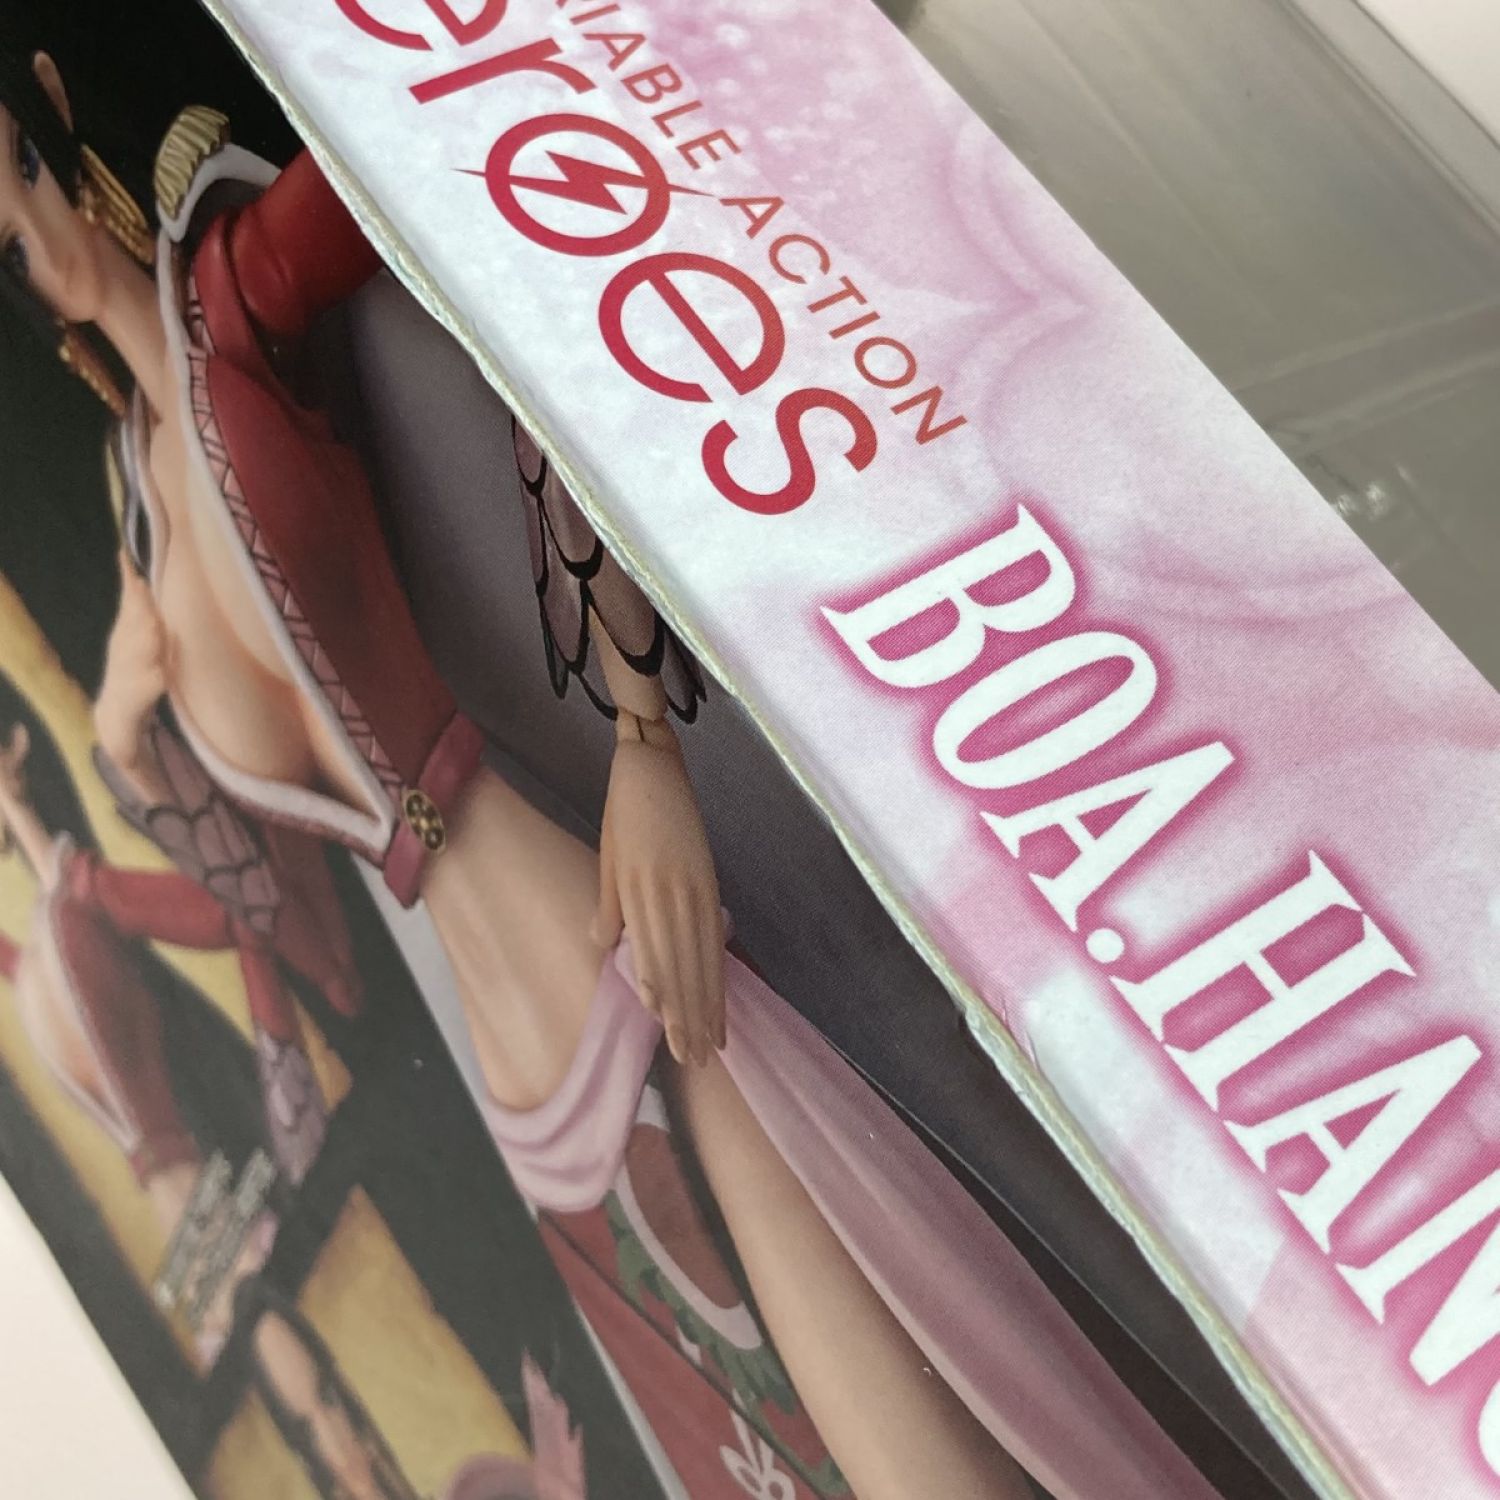 RIABLE ACTION
eroes
BOA.HAN